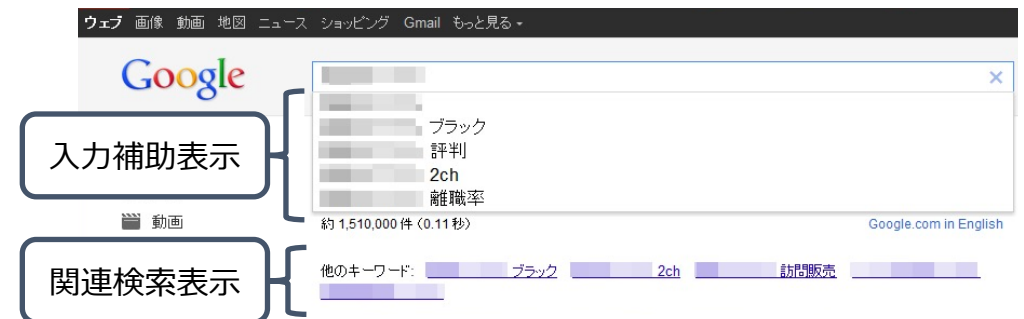 ウェブ 画像 動画 地図 ニュース ショッピング Gmail もっと見る
Google
×
入力補助表示
ブラック
評判
2ch
離職率
動画
約 1,510,000 件 (0.11 秒)
Google.com in English
関連検索表示
他のキーワード: ブラック 2ch 訪問販売